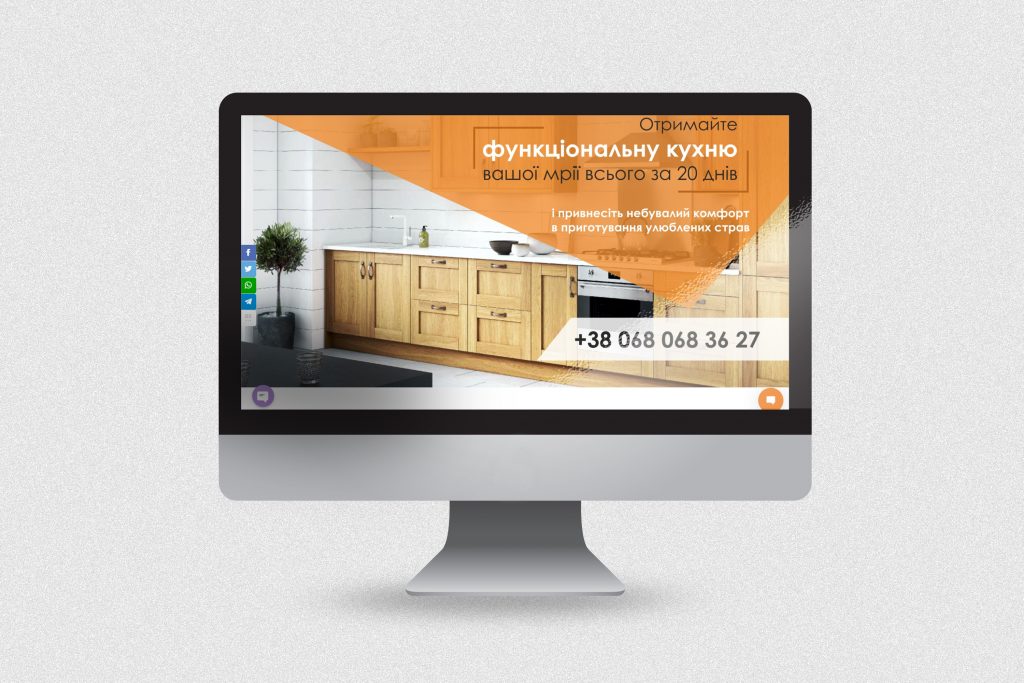 Отримайте
функціональну кухню
вашої мрії всього за 20 днів
і привнесіть небувалий комфорт
в приготування улюблених страв
+38 068 068 36 27